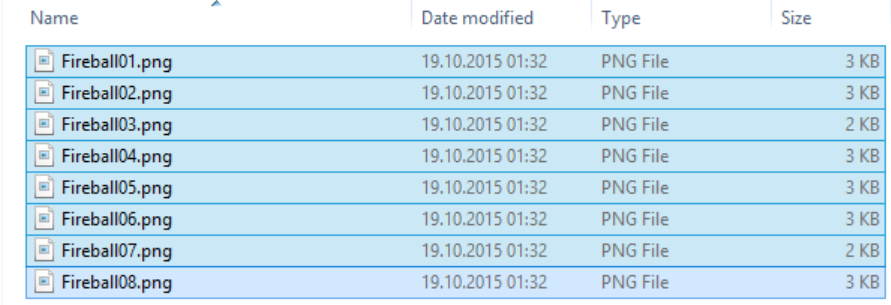 Name Date modified Type Size
Fireball01.png 19.10.2015 01:32 PNG File 3 KB
Fireball02.png 19.10.2015 01:32 PNG File 3 KB
Fireball03.png 19.10.2015 01:32 PNG File 2 KB
Fireball04.png 19.10.2015 01:32 PNG File 3 KB
Fireball05.png 19.10.2015 01:32 PNG File 3 KB
Fireball06.png 19.10.2015 01:32 PNG File 3 KB
Fireball07.png 19.10.2015 01:32 PNG File 2 KB
Fireball08.png 19.10.2015 01:32 PNG File 3 KB